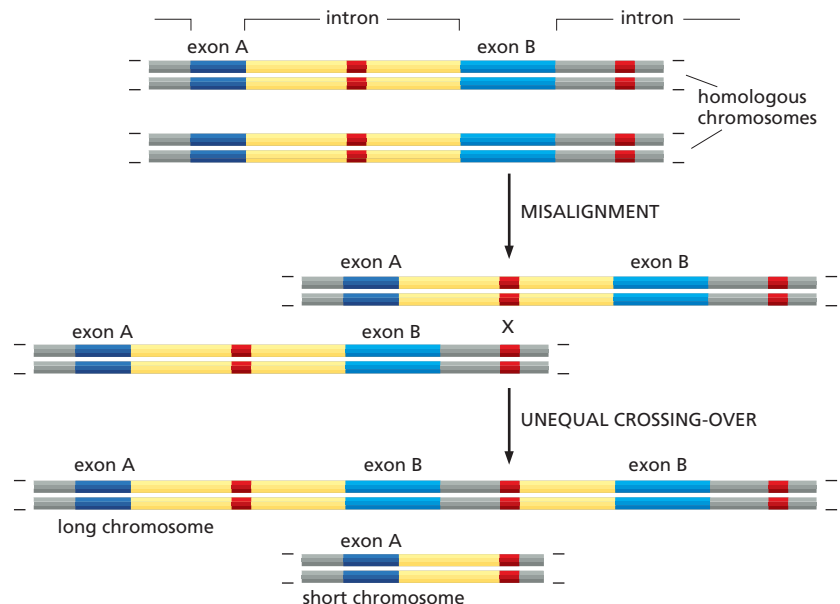 intron intron
exon A exon B
homologous
chromosomes
MISALIGNMENT
exon A exon B
X
exon A exon B
UNEQUAL CROSSING-OVER
exon A exon B exon B
long chromosome
exon A
short chromosome